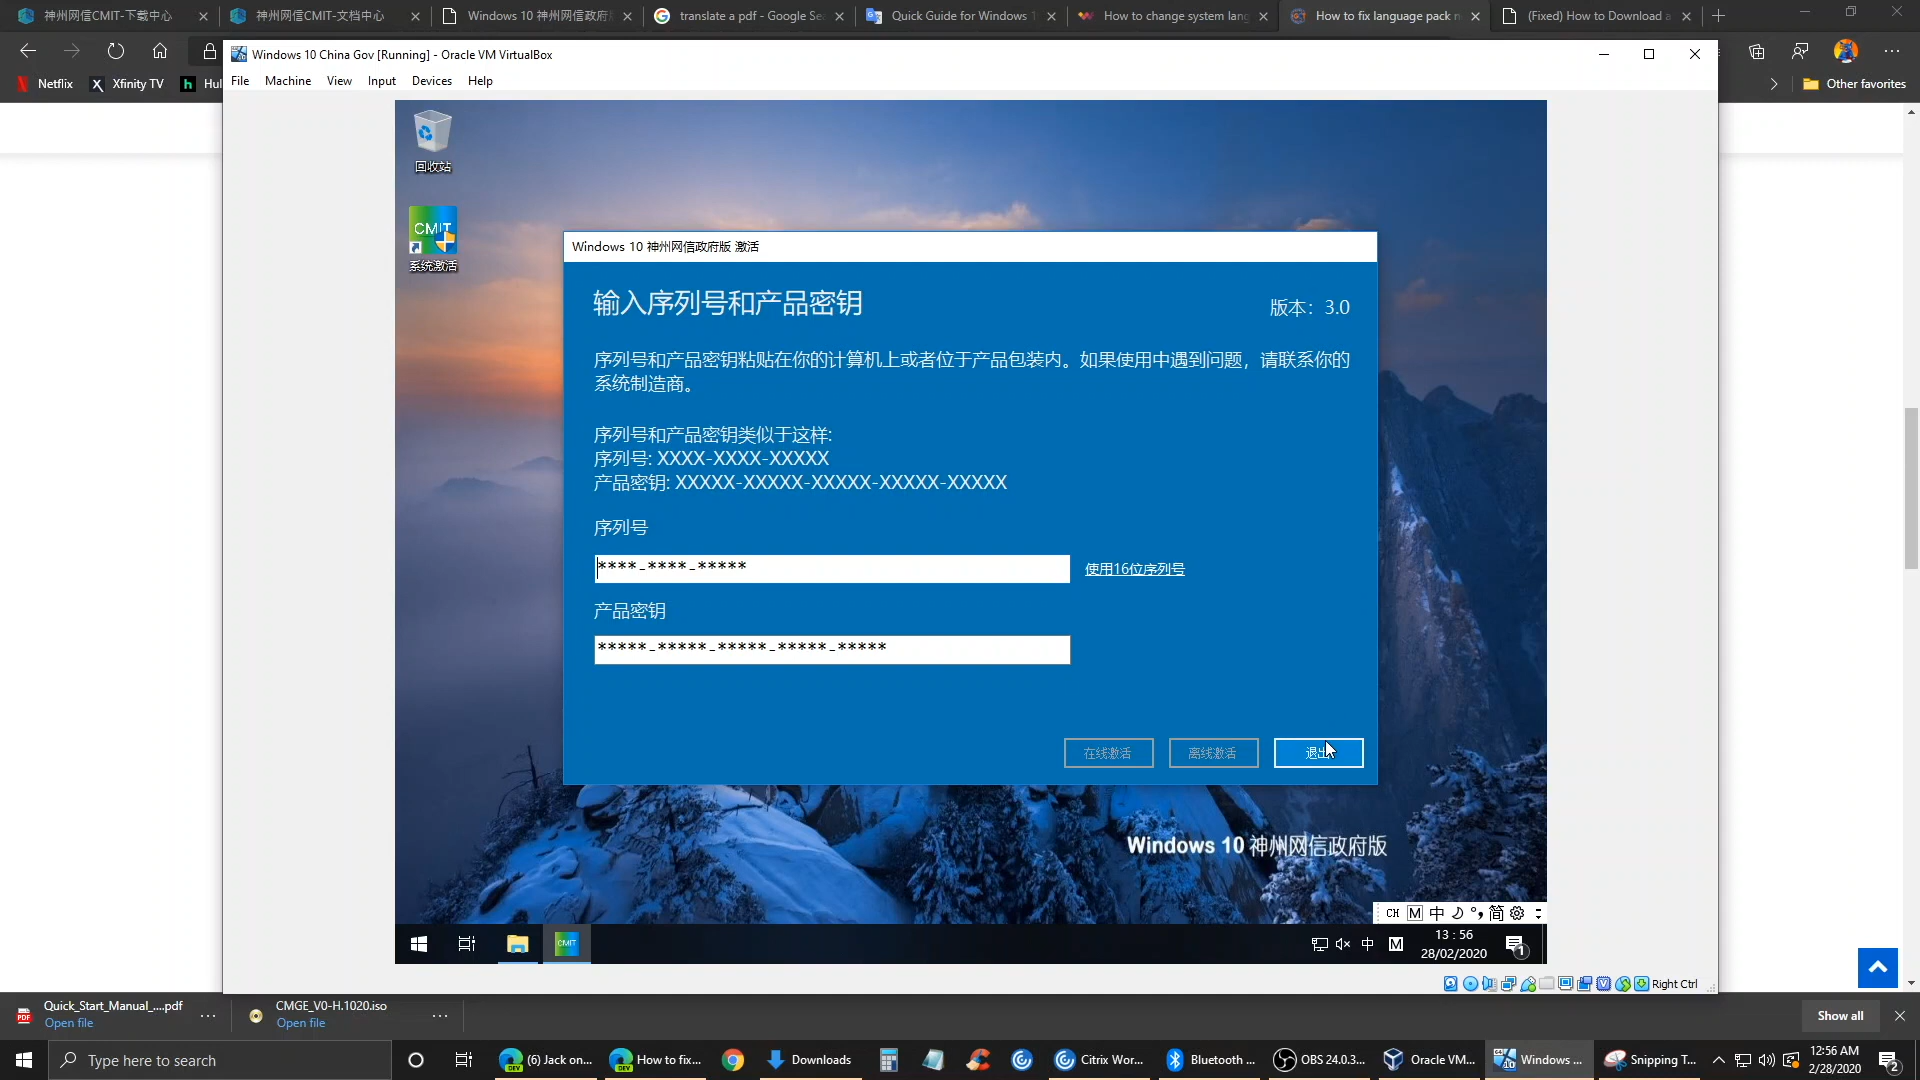 神州网信CMIT-下载中心
神州网信CMIT-文档中心
Windows 10 神州网信政府
translate a pdf - Google Se
Quick Guide for Windows 1
How to change system lang
How to fix language pack n
(Fixed) How to Download a
Netflix
Xfinity TV
Hul
Other favorites
Windows 10 China Gov [Running] - Oracle VM VirtualBox
File
Machine
View
Input
Devices
Help
回收站
CMIT
系统激活
Windows 10 神州网信政府版 激活
输入序列号和产品密钥
版本：3.0
序列号和产品密钥粘贴在你的计算机上或者位于产品包装内。如果使用中遇到问题，请联系你的
系统制造商。
序列号和产品密钥类似于这样:
序列号: XXXX-XXXX-XXXXX
产品密钥: XXXXX-XXXXX-XXXXX-XXXXX-XXXXX
序列号
****-****-*****
使用16位序列号
产品密钥
*****-*****-*****-*****-*****
在线激活
离线激活
退出
Windows 10 神州网信政府版
CH M 中 简
CMIT
中 M
13:56
28/02/2020
1
Right Ctrl
Quick_Start_Manual_....pdf
Open file
CMGE_V0-H.1020.iso
Open file
Show all
Type here to search
(6) Jack on...
How to fix...
Downloads
Citrix Wor...
Bluetooth ...
OBS 24.0.3...
Oracle VM...
Windows ...
Snipping T...
12:56 AM
2/28/2020
2